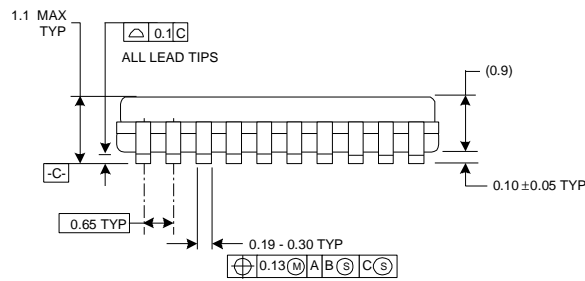 1.1 MAX
TYP
⌓ 0.1 C
ALL LEAD TIPS
(0.9)
-C-
0.10 ±0.05 TYP
0.65 TYP
0.19 - 0.30 TYP
⌖ 0.13 Ⓜ A B Ⓢ C Ⓢ